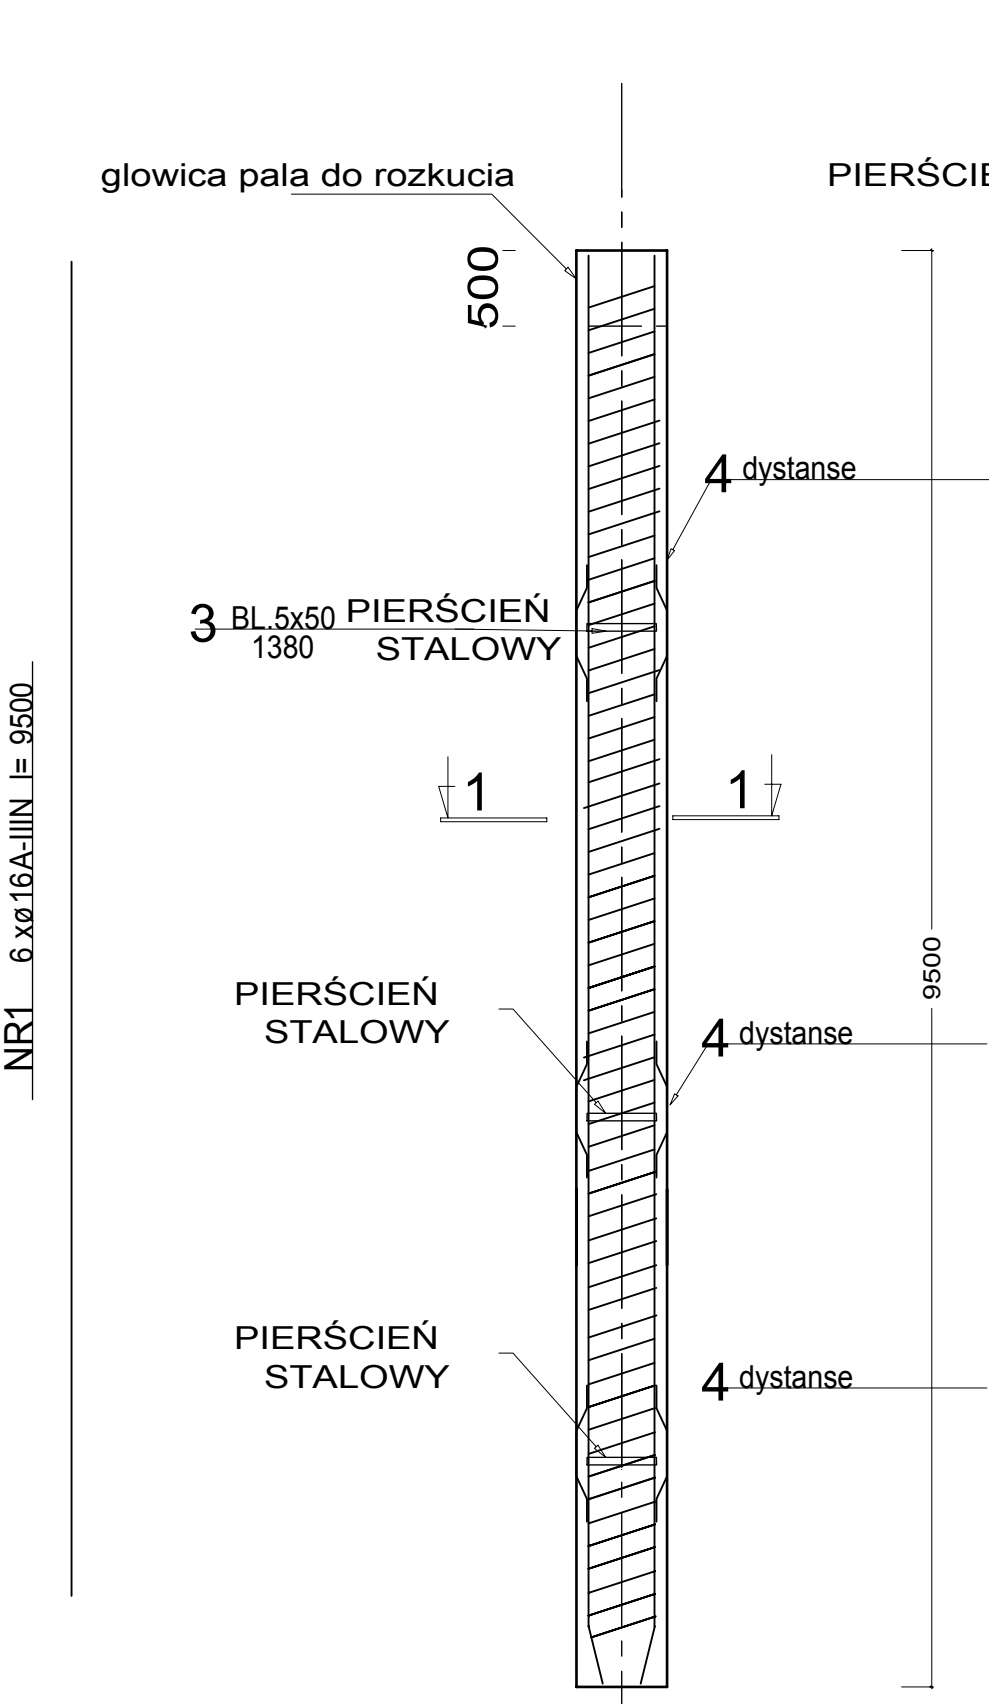 glowica pala do rozkucia
PIERŚCIE
500
4 dystanse
3 BL.5x50 PIERŚCIEŃ
1380 STALOWY
NR1 6 xø16A-IIIN l= 9500
1 1
9500
PIERŚCIEŃ
STALOWY
4 dystanse
PIERŚCIEŃ
STALOWY
4 dystanse